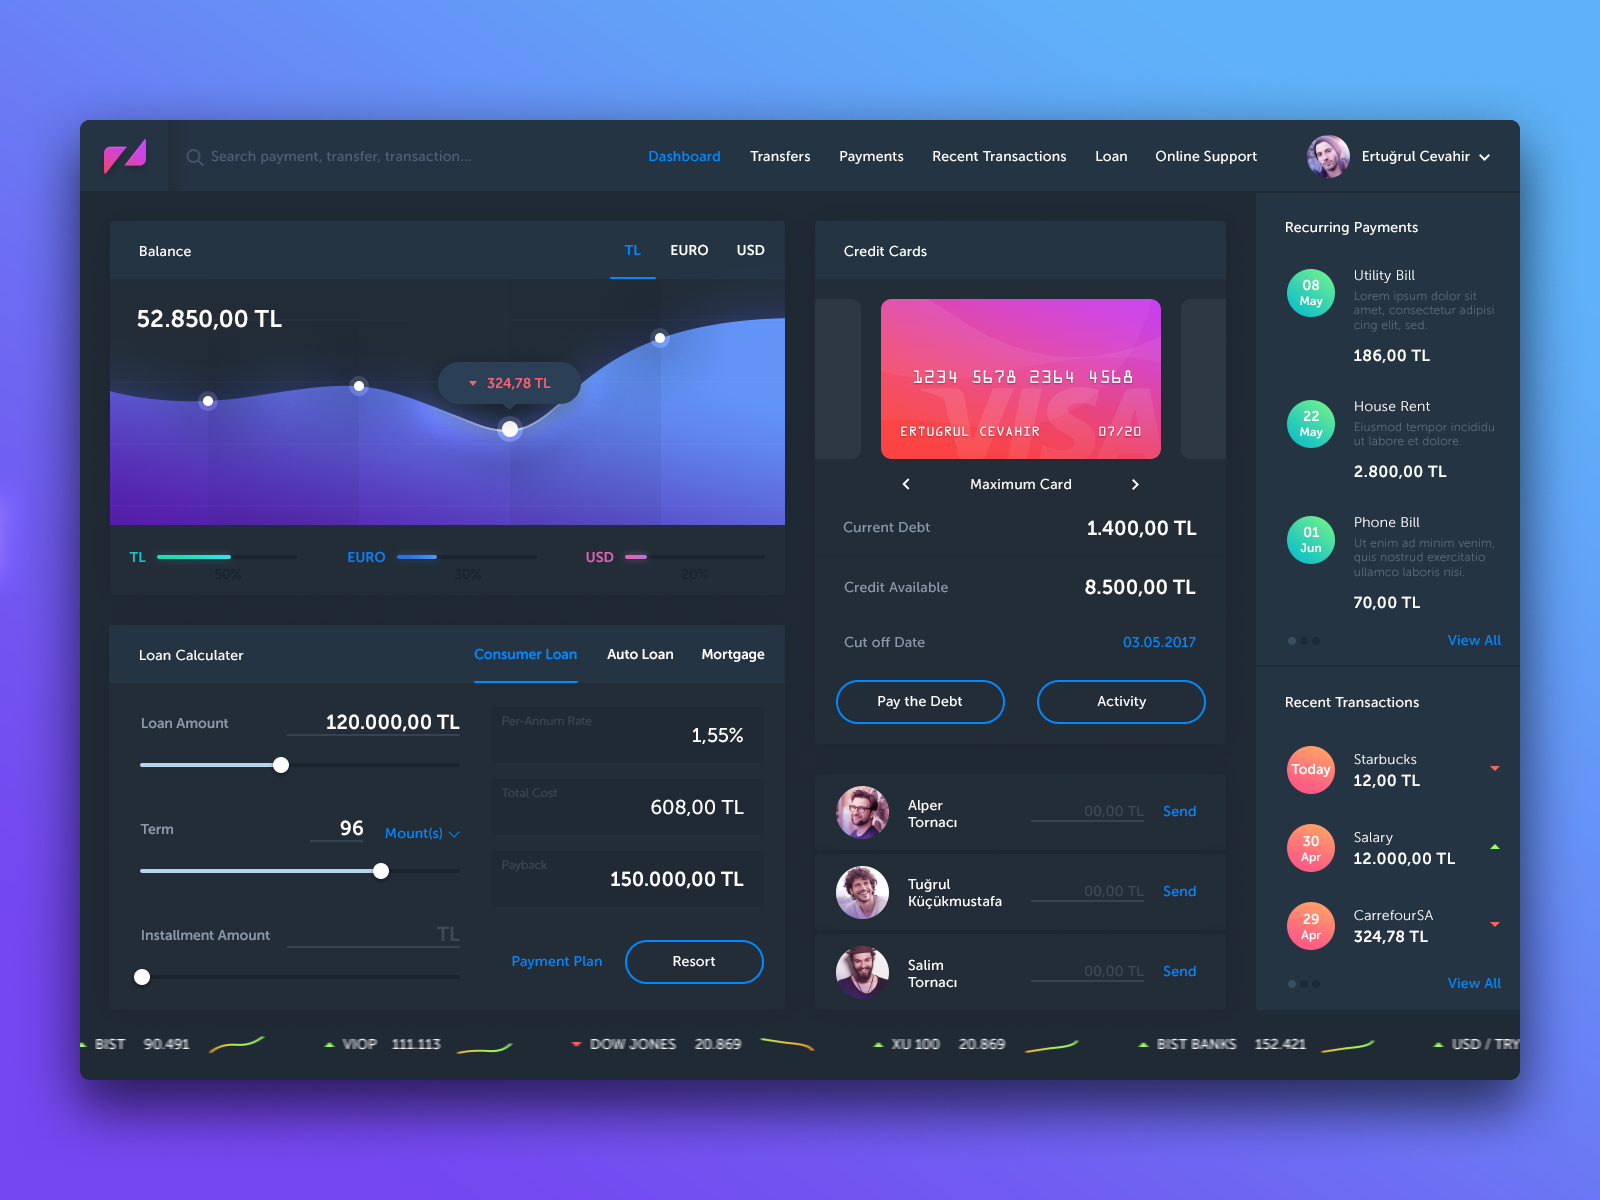 Search payment, transfer, transaction...
Dashboard
Transfers
Payments
Recent Transactions
Loan
Online Support
Ertuğrul Cevahir
Balance
TL
EURO
USD
52.850,00 TL
324,78 TL
TL
50%
EURO
30%
USD
20%
Loan Calculater
Consumer Loan
Auto Loan
Mortgage
Loan Amount
120.000,00 TL
Term
96
Mount(s)
Installment Amount
TL
Per-Annum Rate
1,55%
Total Cost
608,00 TL
Payback
150.000,00 TL
Payment Plan
Resort
Credit Cards
VISA
1234 5678 2364 4568
ERTUGRUL CEVAHIR
07/20
Maximum Card
Current Debt
1.400,00 TL
Credit Available
8.500,00 TL
Cut off Date
03.05.2017
Pay the Debt
Activity
Alper
Tornacı
00,00 TL
Send
Tuğrul
Küçükmustafa
00,00 TL
Send
Salim
Tornacı
00,00 TL
Send
Recurring Payments
08
May
Utility Bill
Lorem ipsum dolor sit
amet, consectetur adipisi
cing elit, sed.
186,00 TL
22
May
House Rent
Eiusmod tempor incididu
ut labore et dolore.
2.800,00 TL
01
Jun
Phone Bill
Ut enim ad minim venim,
quis nostrud exercitatio
ullamco laboris nisi.
70,00 TL
View All
Recent Transactions
Today
Starbucks
12,00 TL
30
Apr
Salary
12.000,00 TL
29
Apr
CarrefourSA
324,78 TL
View All
BIST 90.491
VIOP 111.113
DOW JONES 20.869
XU 100 20.869
BIST BANKS 152.421
USD / TRY